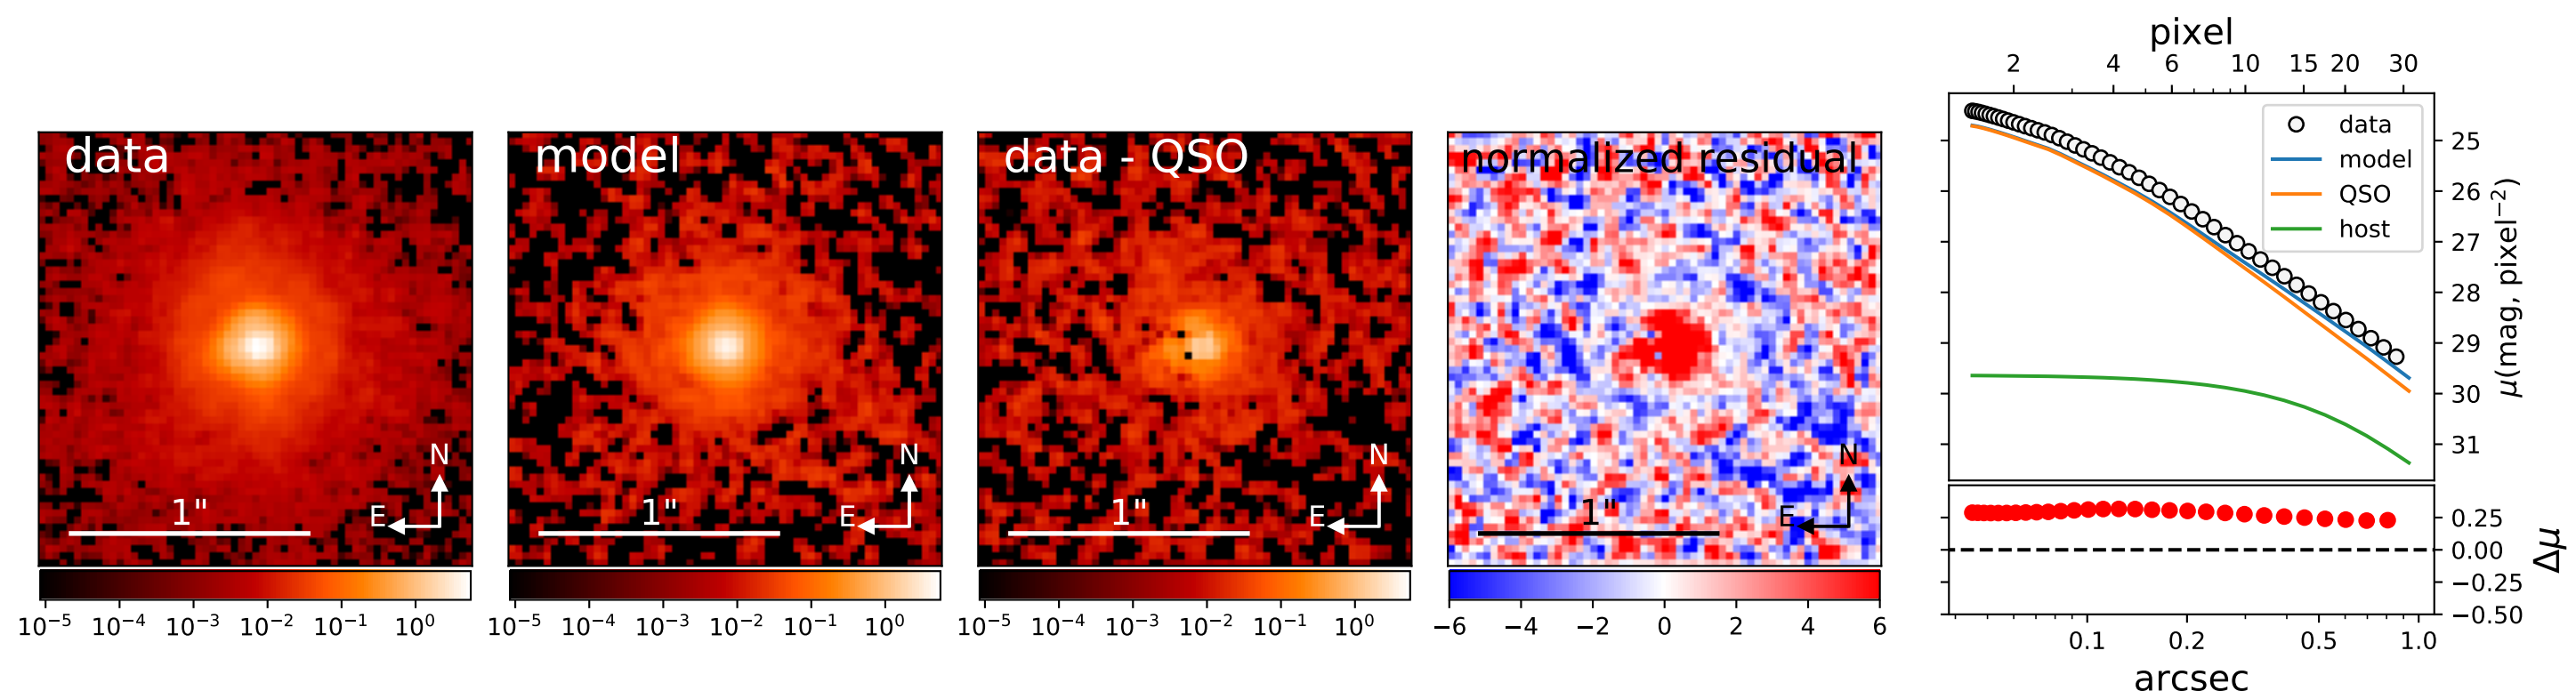 data
1"
N
E
10⁻⁵ 10⁻⁴ 10⁻³ 10⁻² 10⁻¹ 10⁰
model
1"
N
E
10⁻⁵ 10⁻⁴ 10⁻³ 10⁻² 10⁻¹ 10⁰
data - QSO
1"
N
E
10⁻⁵ 10⁻⁴ 10⁻³ 10⁻² 10⁻¹ 10⁰
normalized residual
1"
N
E
−6 −4 −2 0 2 4 6
pixel
2 4 6 10 15 20 30
data
model
QSO
host
25
26
27
28
29
30
31
μ(mag, pixel⁻²)
0.25
0.00
−0.25
−0.50
Δμ
0.1 0.2 0.5 1.0
arcsec